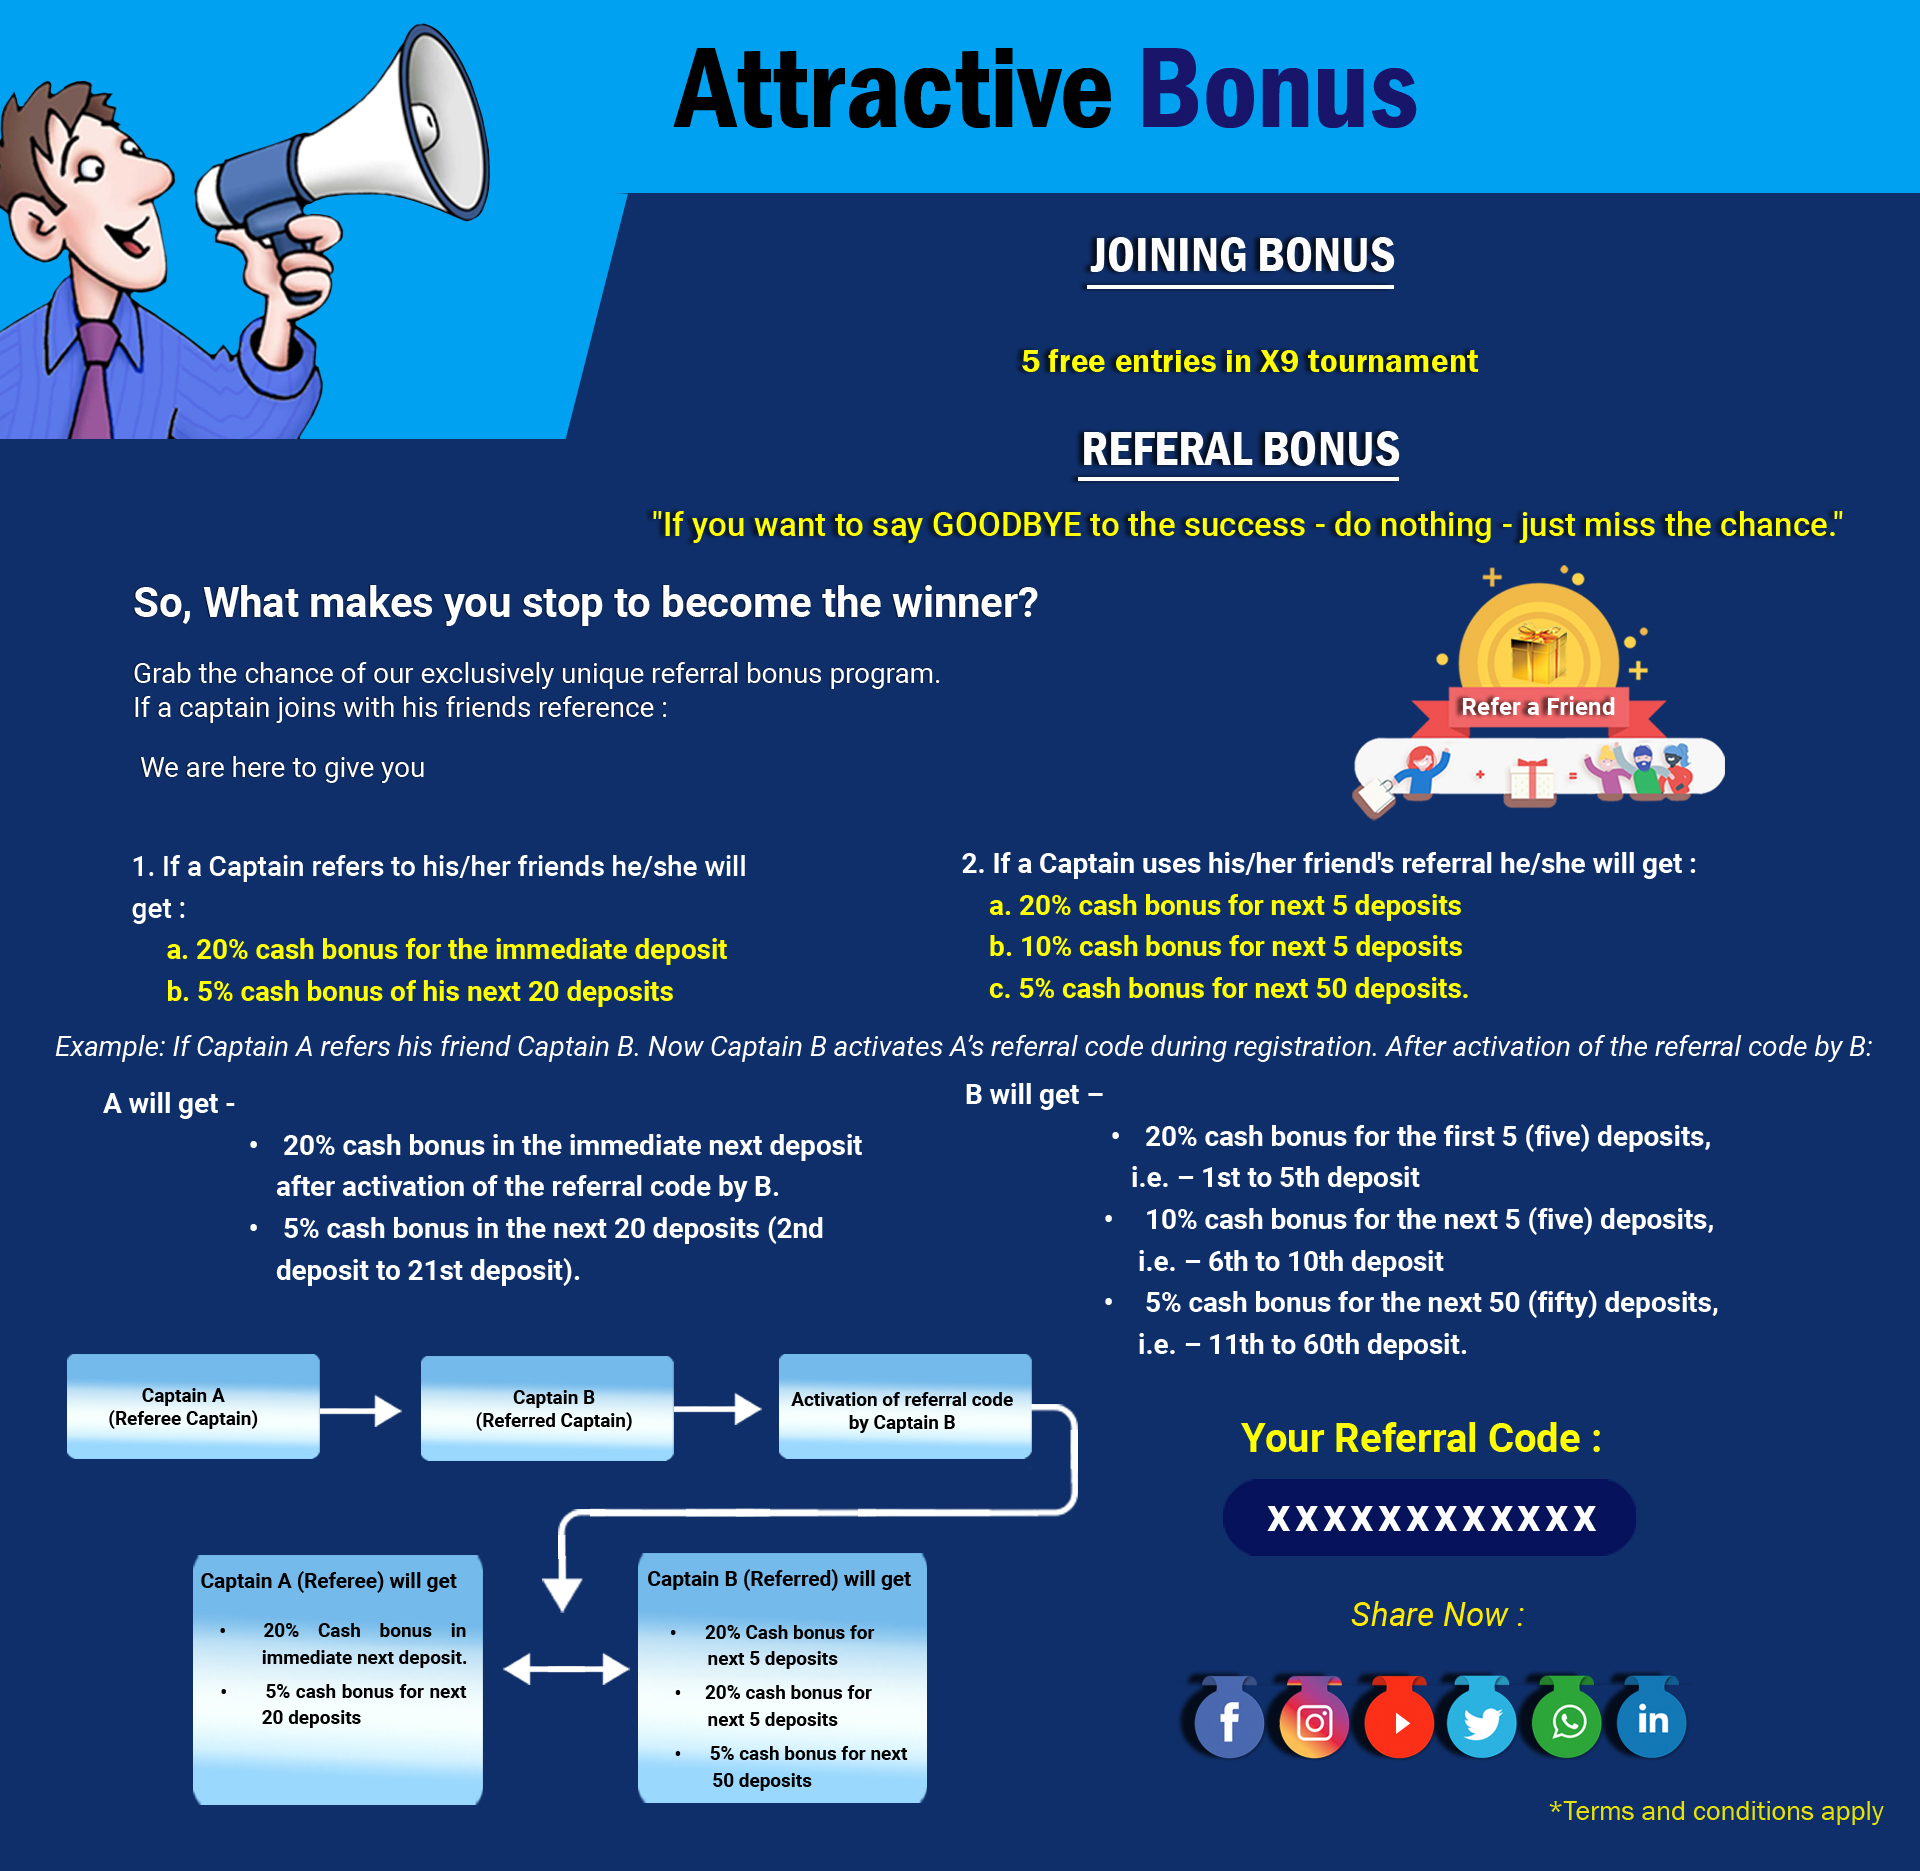 Attractive Bonus
JOINING BONUS
5 free entries in X9 tournament
REFERAL BONUS
"If you want to say GOODBYE to the success - do nothing - just miss the chance."
So, What makes you stop to become the winner?
Grab the chance of our exclusively unique referral bonus program.
If a captain joins with his friends reference :
We are here to give you
Refer a Friend
1. If a Captain refers to his/her friends he/she will
get :
a. 20% cash bonus for the immediate deposit
b. 5% cash bonus of his next 20 deposits
2. If a Captain uses his/her friend's referral he/she will get :
a. 20% cash bonus for next 5 deposits
b. 10% cash bonus for next 5 deposits
c. 5% cash bonus for next 50 deposits.
Example: If Captain A refers his friend Captain B. Now Captain B activates A’s referral code during registration. After activation of the referral code by B:
A will get -
• 20% cash bonus in the immediate next deposit
after activation of the referral code by B.
• 5% cash bonus in the next 20 deposits (2nd
deposit to 21st deposit).
B will get –
• 20% cash bonus for the first 5 (five) deposits,
i.e. – 1st to 5th deposit
• 10% cash bonus for the next 5 (five) deposits,
i.e. – 6th to 10th deposit
• 5% cash bonus for the next 50 (fifty) deposits,
i.e. – 11th to 60th deposit.
Captain A
(Referee Captain)
Captain B
(Referred Captain)
Activation of referral code
by Captain B
Captain A (Referee) will get
• 20% Cash bonus in
immediate next deposit.
• 5% cash bonus for next
20 deposits
Captain B (Referred) will get
• 20% Cash bonus for
next 5 deposits
• 20% cash bonus for
next 5 deposits
• 5% cash bonus for next
50 deposits
Your Referral Code :
XXXXXXXXXXXX
Share Now :
f
in
*Terms and conditions apply